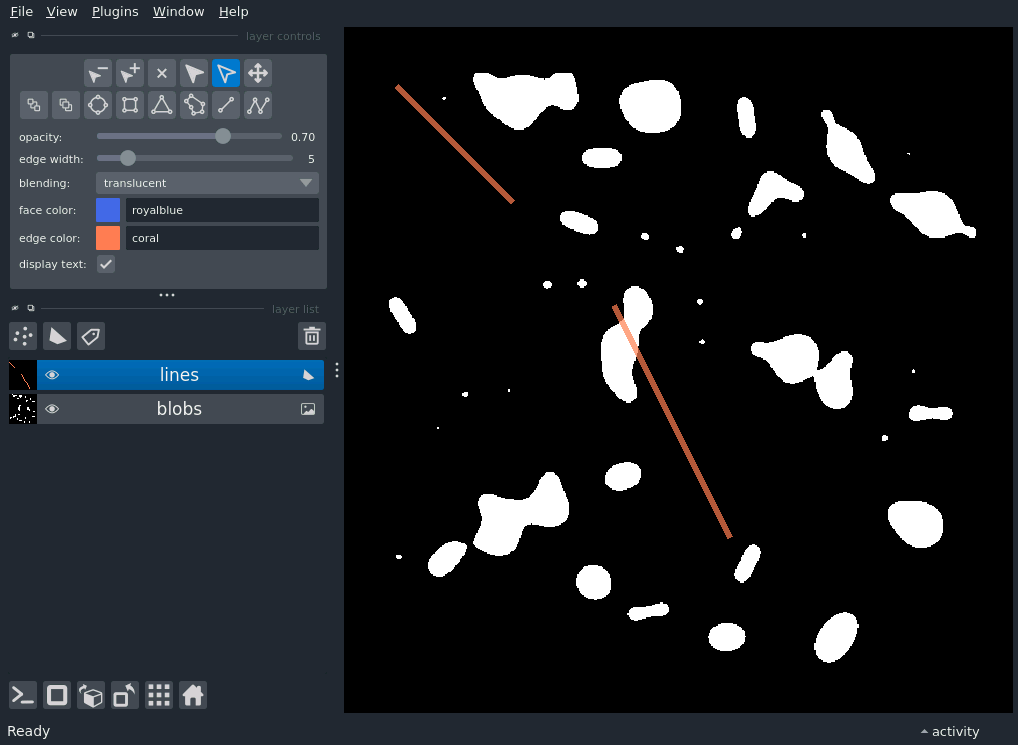 File View Plugins Window Help
layer controls
opacity: 0.70
edge width: 5
blending: translucent
face color: royalblue
edge color: coral
display text:
layer list
lines
blobs
Ready
activity